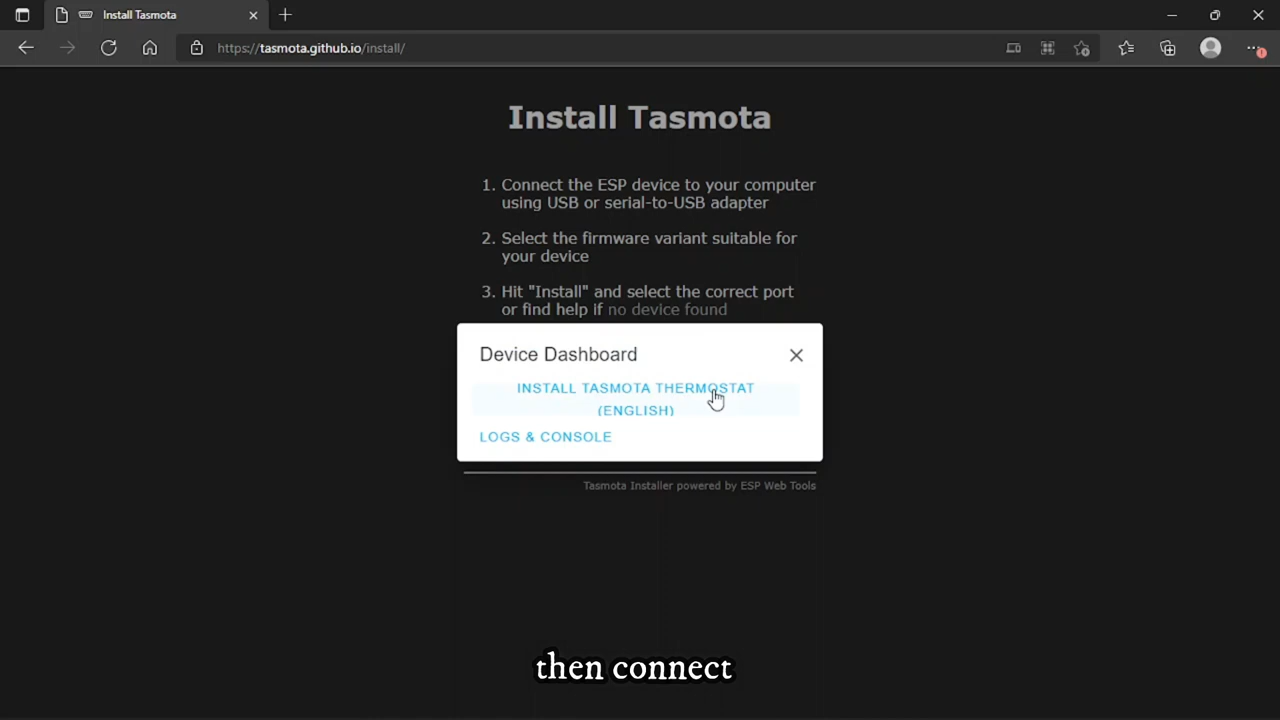 Install Tasmota
https://tasmota.github.io/install/
Install Tasmota
1. Connect the ESP device to your computer
using USB or serial-to-USB adapter
2. Select the firmware variant suitable for
your device
3. Hit "Install" and select the correct port
or find help if no device found
Device Dashboard
INSTALL TASMOTA THERMOSTAT
(ENGLISH)
LOGS & CONSOLE
Tasmota Installer powered by ESP Web Tools
then connect